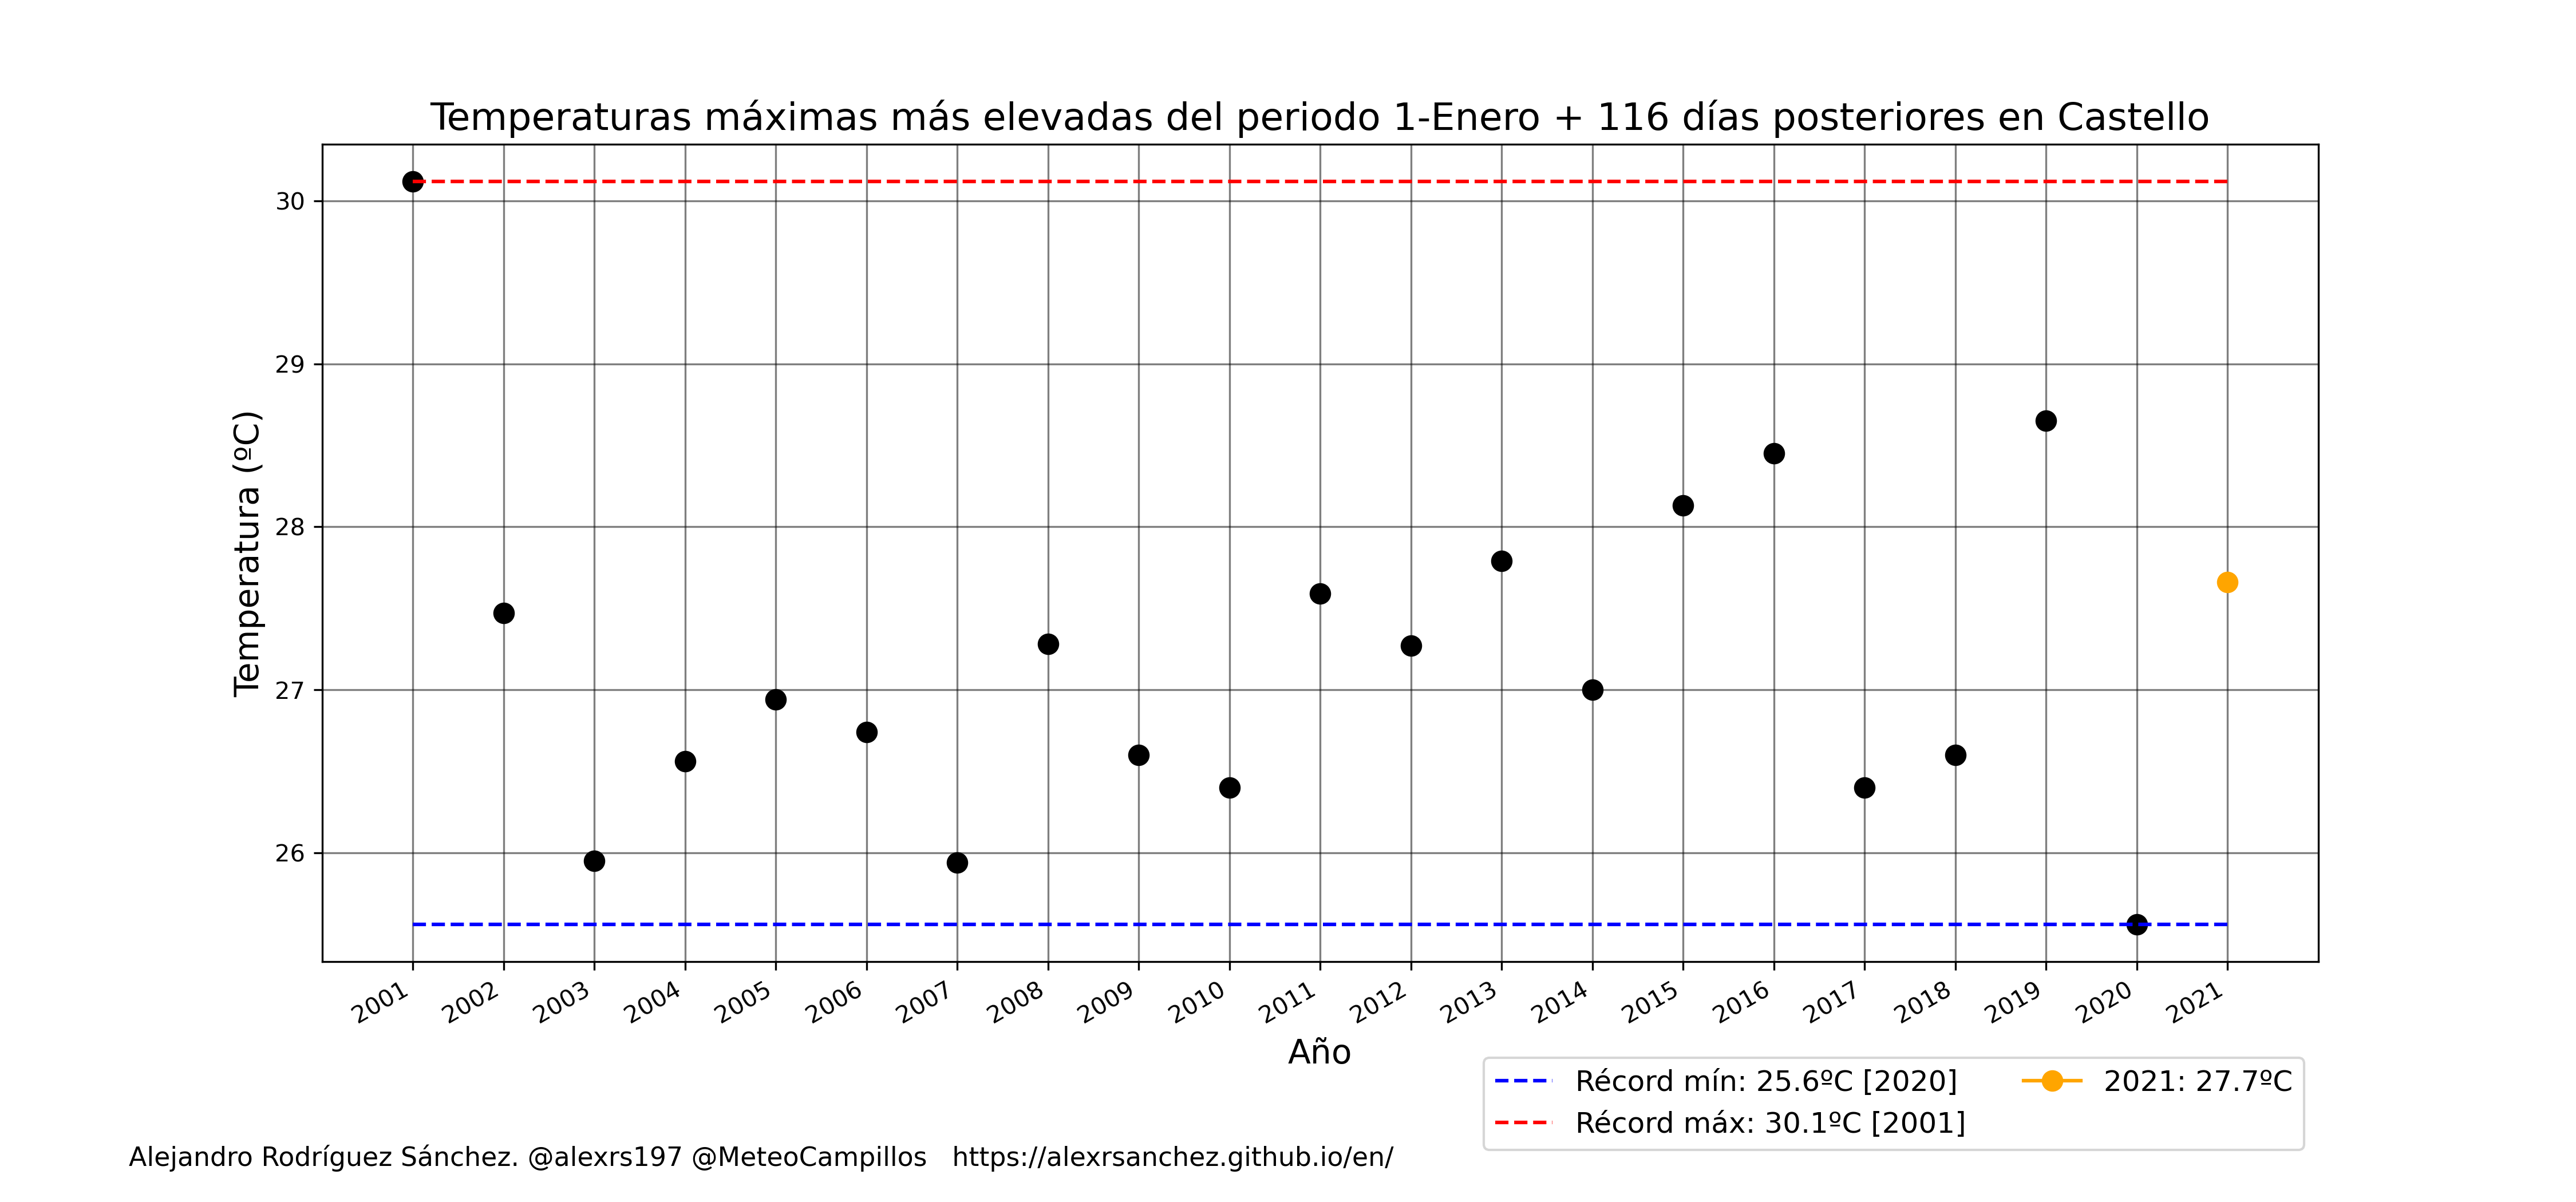 Temperaturas máximas más elevadas del periodo 1-Enero + 116 días posteriores en Castello
Temperatura (ºC)
30
29
28
27
26
2001 2002 2003 2004 2005 2006 2007 2008 2009 2010 2011 2012 2013 2014 2015 2016 2017 2018 2019 2020 2021
Año
Récord mín: 25.6ºC [2020]
Récord máx: 30.1ºC [2001]
2021: 27.7ºC
Alejandro Rodríguez Sánchez. @alexrs197 @MeteoCampillos https://alexrsanchez.github.io/en/